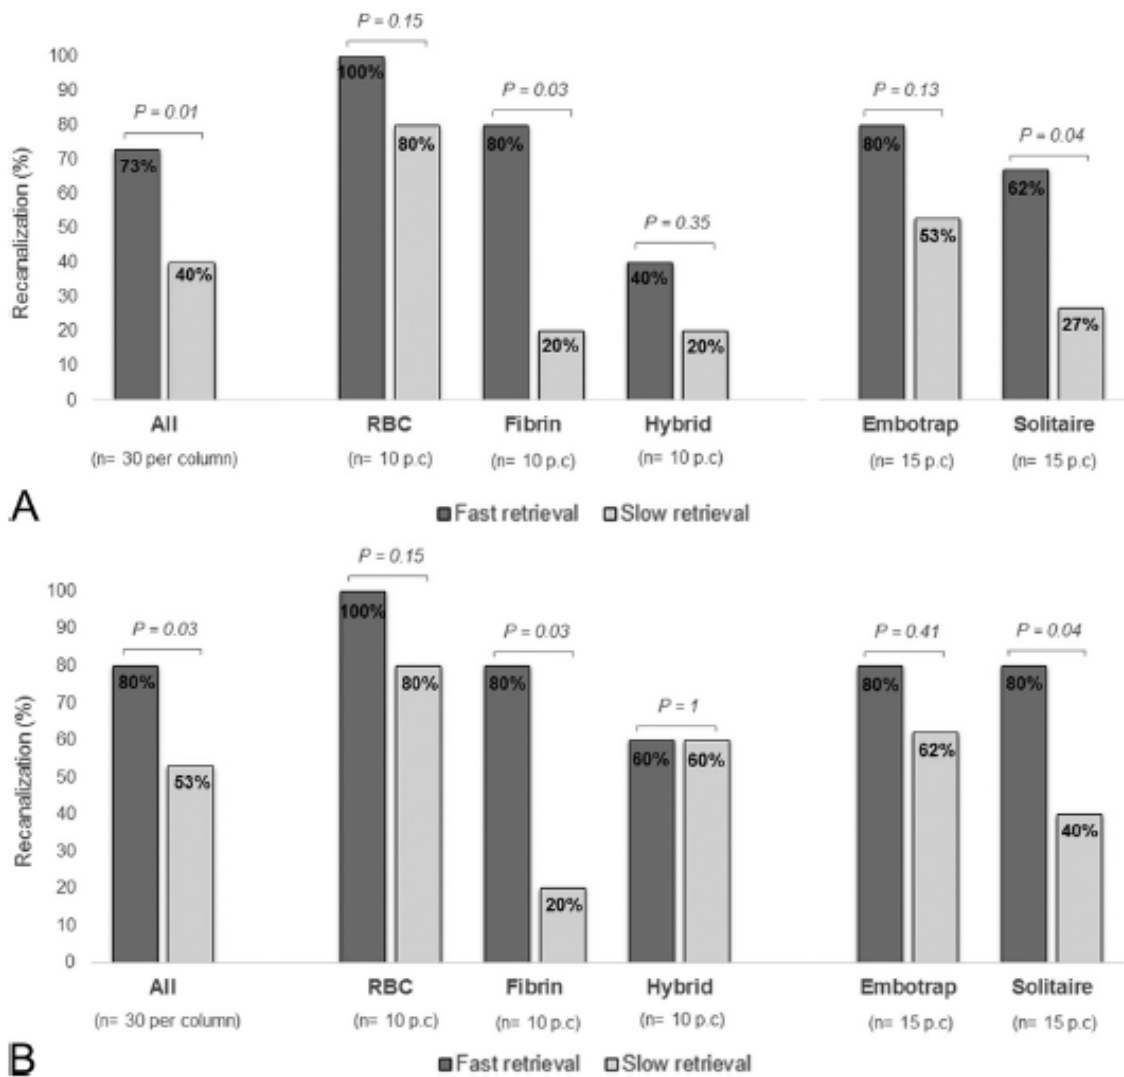 P = 0.15
100
100%
P = 0.03
P = 0.13
90
P = 0.01
80
80%
80%
80%
P = 0.04
70
73%
62%
60
P = 0.35
53%
50
40
40%
40%
30
27%
20
20%
20%
10
0
Recanalization (%)
All RBC Fibrin Hybrid Embotrap Solitaire
(n= 30 per column) (n= 10 p.c) (n= 10 p.c) (n= 10 p.c) (n= 15 p.c) (n= 15 p.c)
A
Fast retrieval Slow retrieval
P = 0.15
100
100%
P = 0.03
P = 0.03
P = 0.41
P = 0.04
90
80
80%
80%
80%
80%
80%
70
P = 1
60
60%
60%
62%
53%
50
40
40%
30
20
20%
10
0
Recanalization (%)
All RBC Fibrin Hybrid Embotrap Solitaire
(n= 30 per column) (n= 10 p.c) (n= 10 p.c) (n= 10 p.c) (n= 15 p.c) (n= 15 p.c)
B
Fast retrieval Slow retrieval